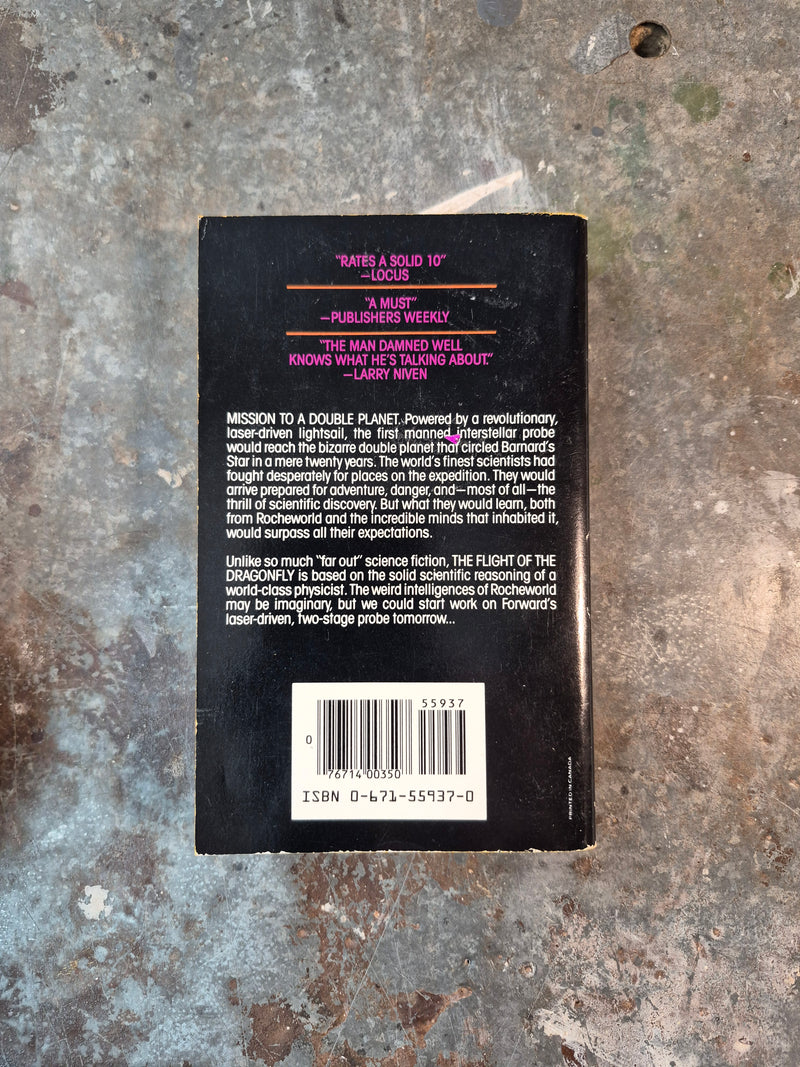 "RATES A SOLID 10"
—LOCUS
"A MUST"
—PUBLISHERS WEEKLY
"THE MAN DAMNED WELL
KNOWS WHAT HE'S TALKING ABOUT."
—LARRY NIVEN
MISSION TO A DOUBLE PLANET. Powered by a revolutionary,
laser-driven lightsail, the first manned interstellar probe
would reach the bizarre double planet that circled Barnard's
Star in a mere twenty years. The world's finest scientists had
fought desperately for places on the expedition. They would
arrive prepared for adventure, danger, and—most of all—the
thrill of scientific discovery. But what they would learn, both
from Rocheworld and the incredible minds that inhabited it,
would surpass all their expectations.
Unlike so much "far out" science fiction, THE FLIGHT OF THE
DRAGONFLY is based on the solid scientific reasoning of a
world-class physicist. The weird intelligences of Rocheworld
may be imaginary, but we could start work on Forward's
laser-driven, two-stage probe tomorrow...
55937
0
76714 00350
ISBN 0-671-55937-0
PRINTED IN CANADA